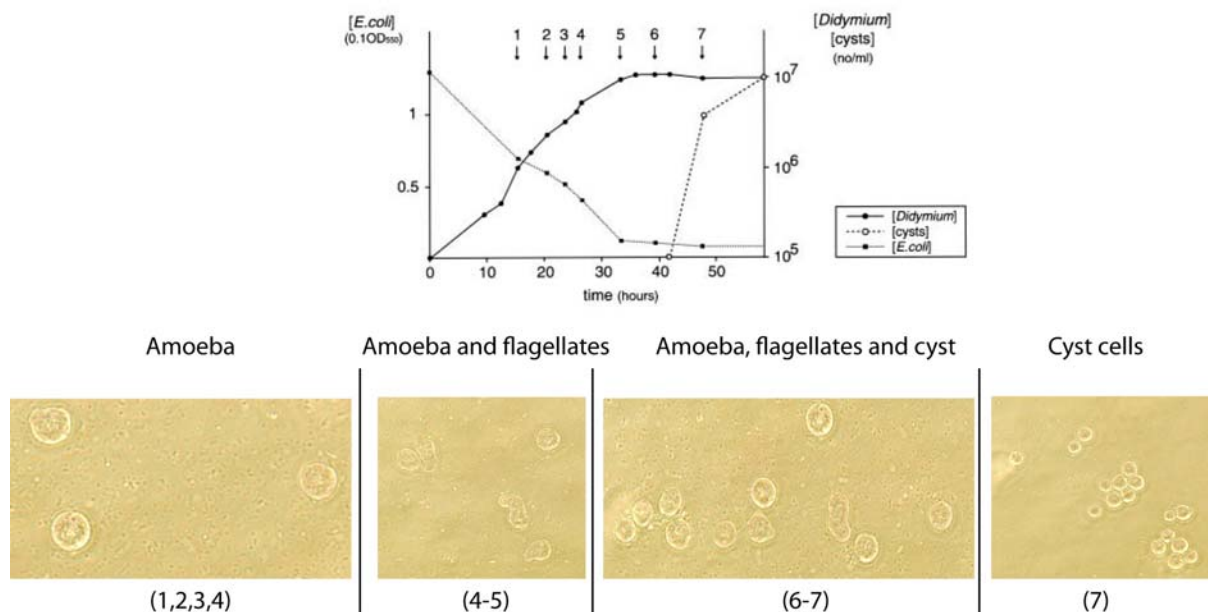 [E.coli]
(0.1OD550)
1 2 3 4 5 6 7
[Didymium]
[cysts]
(no/ml)
1
0.5
10^7
10^6
10^5
0 10 20 30 40 50
time (hours)
[Didymium]
[cysts]
[E.coli]
Amoeba
Amoeba and flagellates
Amoeba, flagellates and cyst
Cyst cells
(1,2,3,4)
(4-5)
(6-7)
(7)